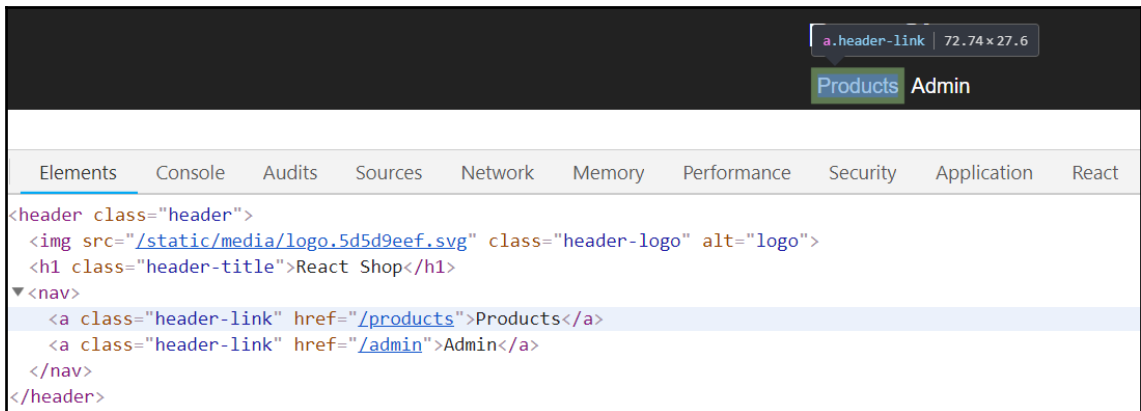 a.header-link | 72.74×27.6
Products Admin
Elements Console Audits Sources Network Memory Performance Security Application React
<header class="header">
<img src="/static/media/logo.5d5d9eef.svg" class="header-logo" alt="logo">
<h1 class="header-title">React Shop</h1>
▼<nav>
<a class="header-link" href="/products">Products</a>
<a class="header-link" href="/admin">Admin</a>
</nav>
</header>